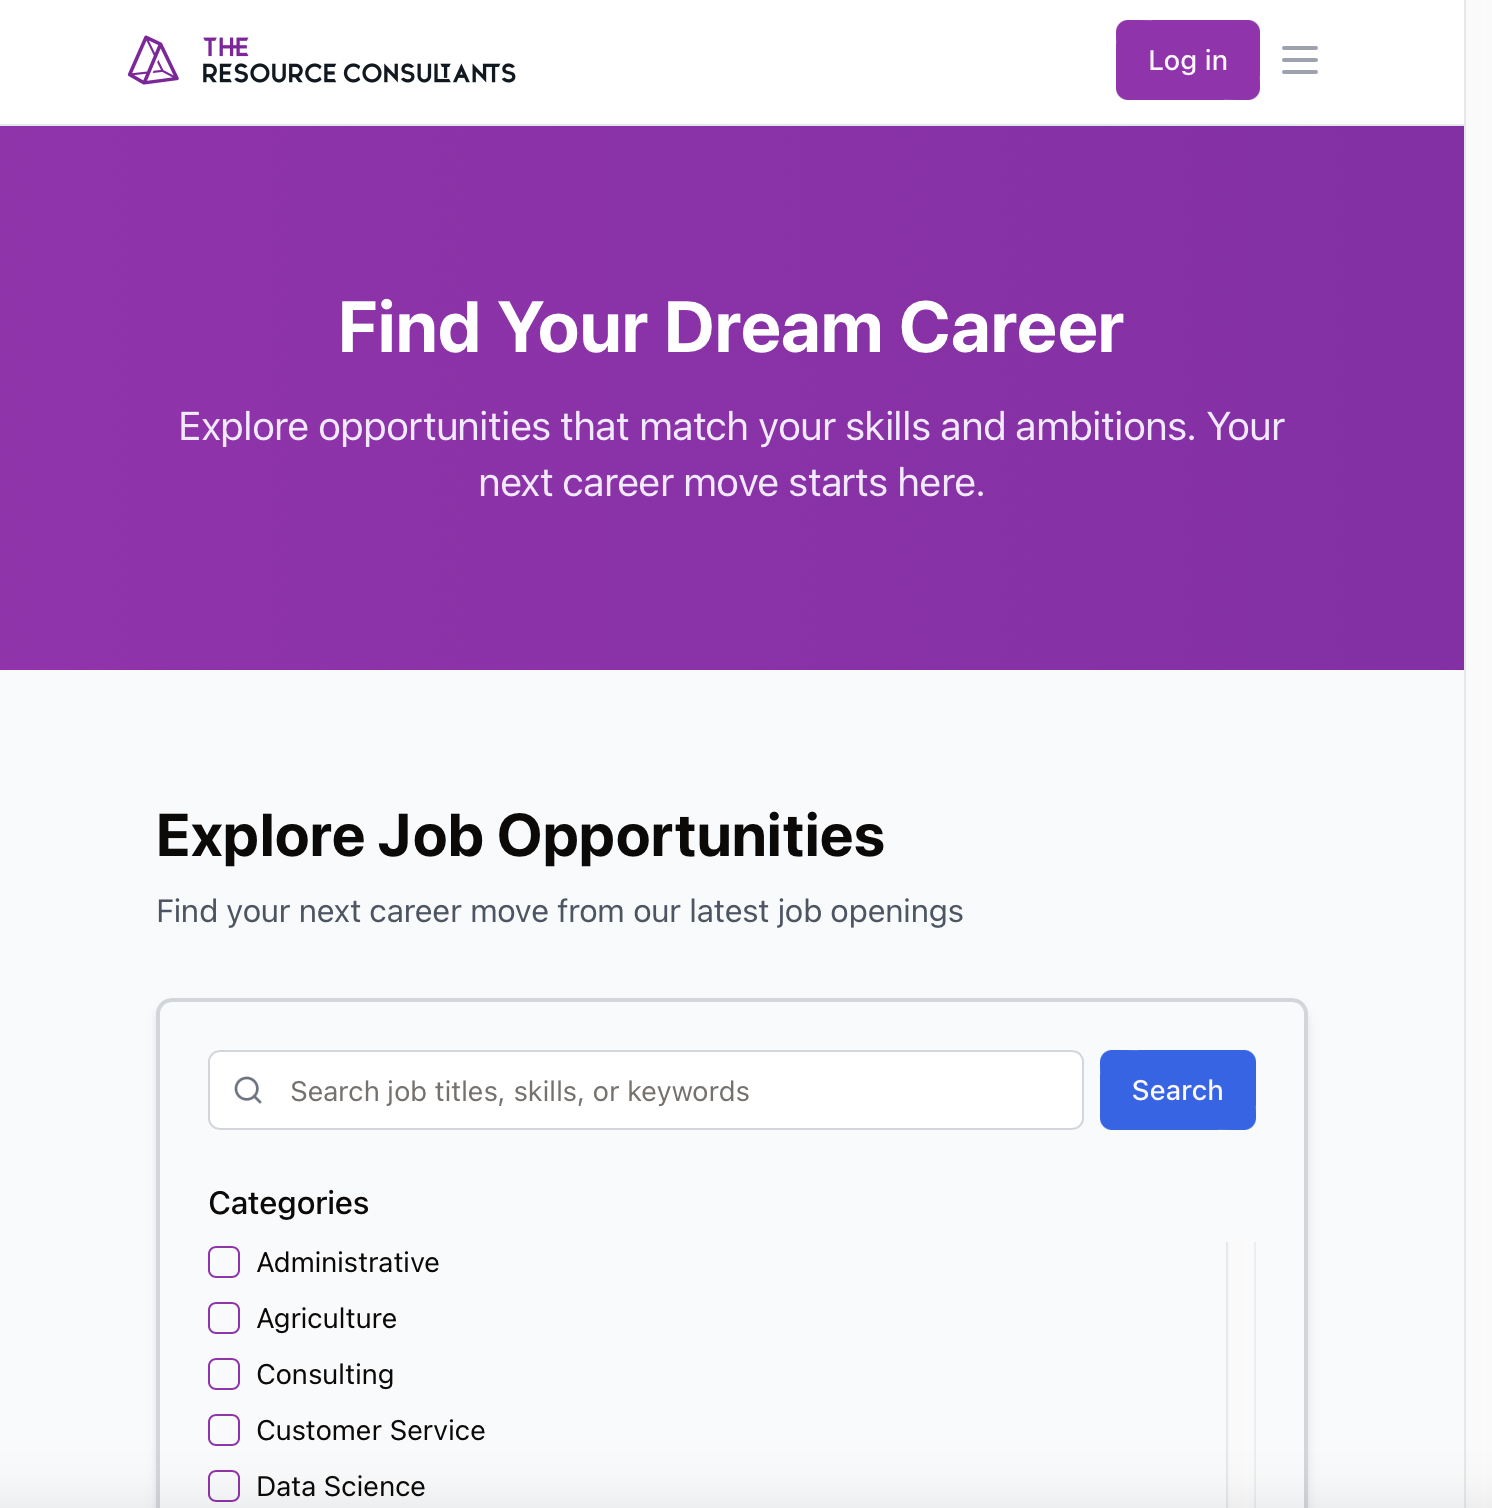 THE
RESOURCE CONSULTANTS
Log in
Find Your Dream Career
Explore opportunities that match your skills and ambitions. Your
next career move starts here.
Explore Job Opportunities
Find your next career move from our latest job openings
Search job titles, skills, or keywords
Search
Categories
Administrative
Agriculture
Consulting
Customer Service
Data Science